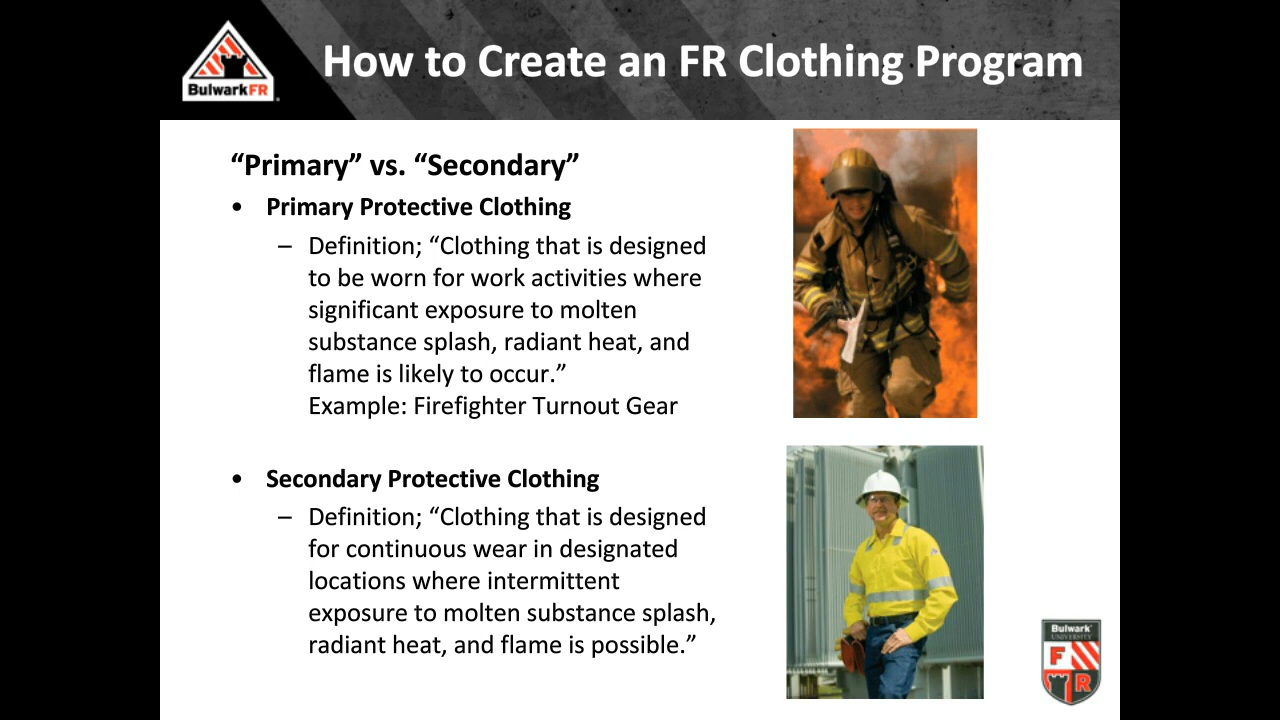 BulwarkFR
How to Create an FR Clothing Program
“Primary” vs. “Secondary”
• Primary Protective Clothing
– Definition; “Clothing that is designed
to be worn for work activities where
significant exposure to molten
substance splash, radiant heat, and
flame is likely to occur.”
Example: Firefighter Turnout Gear
• Secondary Protective Clothing
– Definition; “Clothing that is designed
for continuous wear in designated
locations where intermittent
exposure to molten substance splash,
radiant heat, and flame is possible.”
Bulwark
UNIVERSITY
F
R